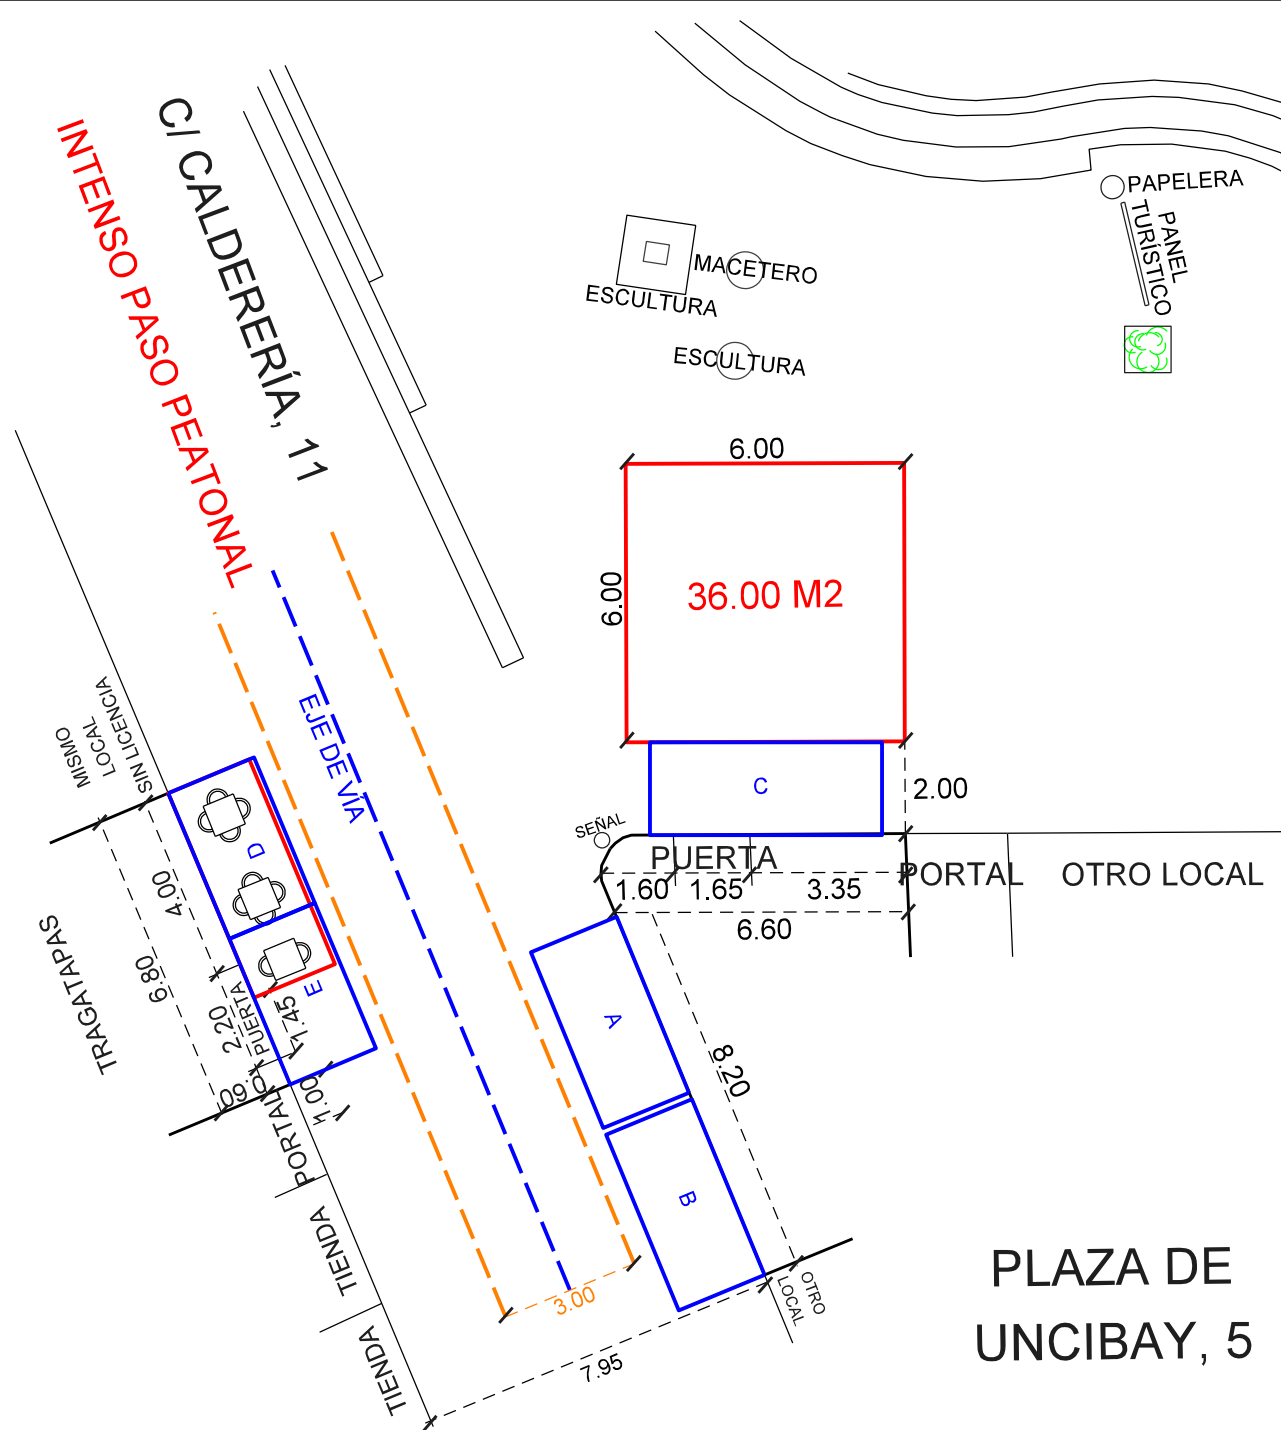 C/ CALDERERÍA, 11
INTENSO PASO PEATONAL
PAPELERA
PANEL
TURÍSTICO
MACETERO
ESCULTURA
ESCULTURA
6.00
6.00
36.00 M2
EJE DE VÍA
MISMO
LOCAL
SIN LICENCIA
C
2.00
SEÑAL
PUERTA
PORTAL
OTRO LOCAL
1.60
1.65
3.35
6.60
D
4.00
6.80
TRAGATAPAS
E
2.20
PUERTA
1.45
0.60
1.00
PORTAL
A
8.20
B
TIENDA
TIENDA
3.00
7.95
OTRO
LOCAL
PLAZA DE
UNCIBAY, 5